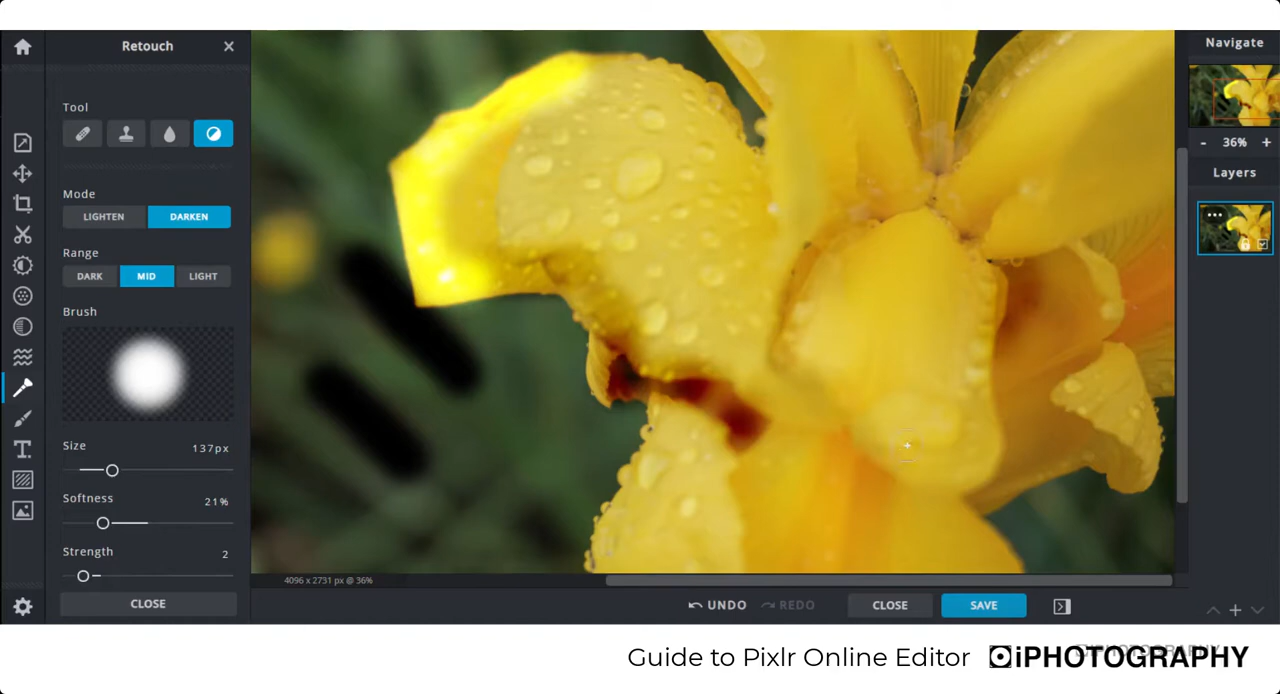 Retouch
Tool
Mode
LIGHTEN
DARKEN
Range
DARK
MID
LIGHT
Brush
Size
137px
Softness
21%
Strength
2
CLOSE
4096 x 2731 px @ 36%
UNDO
REDO
CLOSE
SAVE
Navigate
- 36% +
Layers
Guide to Pixlr Online Editor
iPHOTOGRAPHY